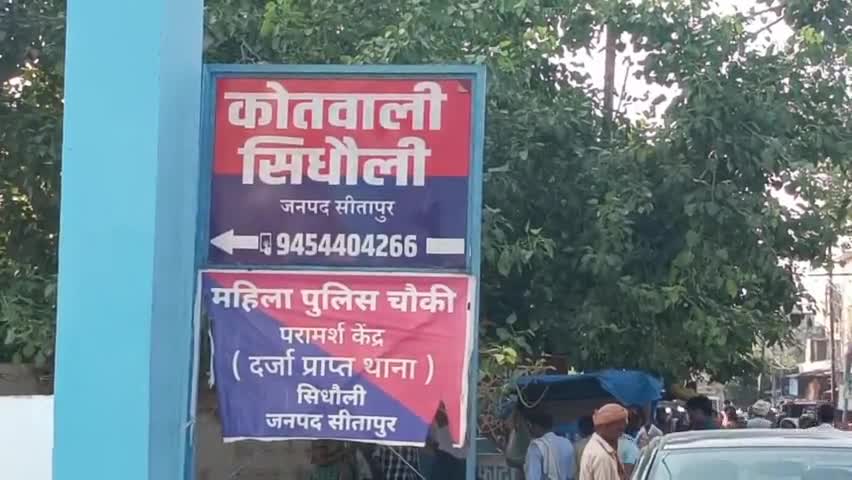 कोतवाली
सिधौली
जनपद सीतापुर
9454404266
महिला पुलिस चौकी
परामर्श केंद्र
( दर्जा प्राप्त थाना )
सिधौली
जनपद सीतापुर